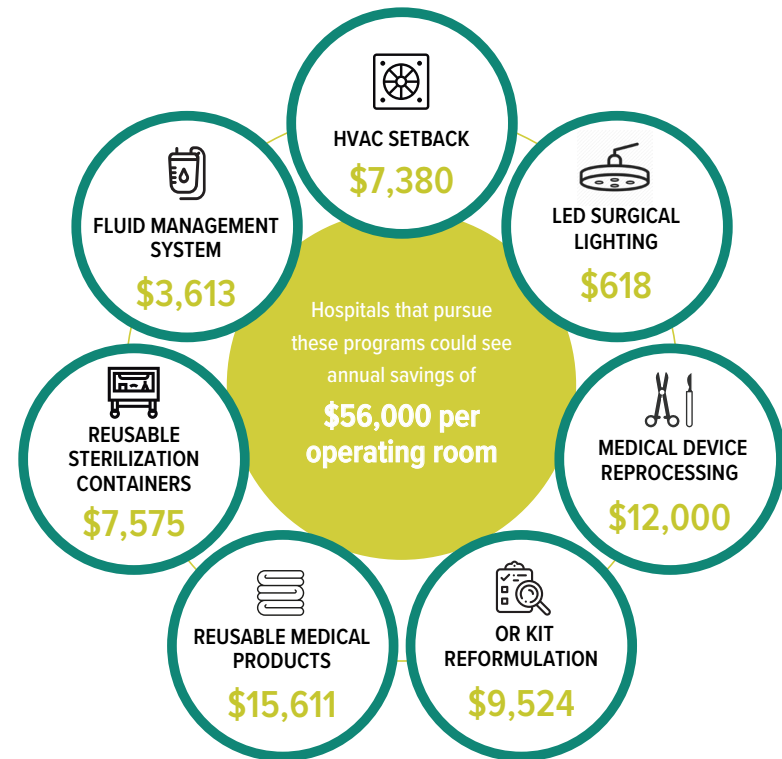 HVAC SETBACK
$7,380
LED SURGICAL
LIGHTING
$618
MEDICAL DEVICE
REPROCESSING
$12,000
OR KIT
REFORMULATION
$9,524
REUSABLE MEDICAL
PRODUCTS
$15,611
REUSABLE
STERILIZATION
CONTAINERS
$7,575
FLUID MANAGEMENT
SYSTEM
$3,613
Hospitals that pursue
these programs could see
annual savings of
$56,000 per
operating room